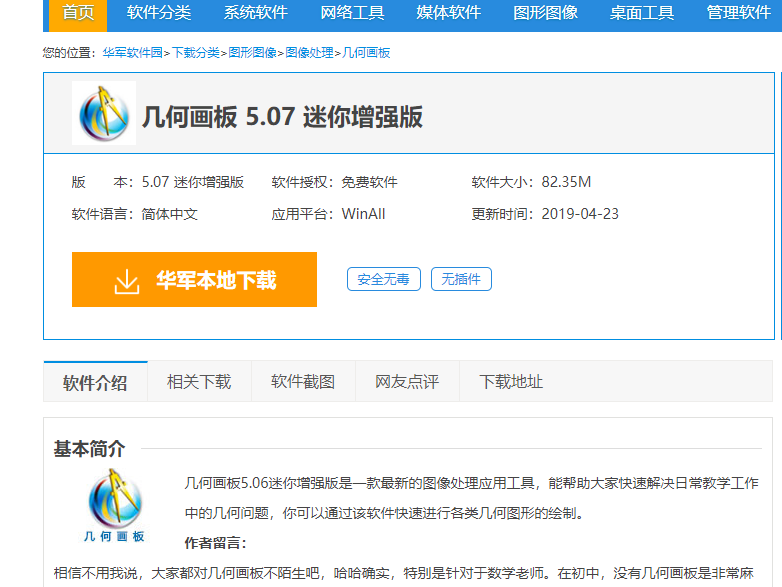 首页 软件分类 系统软件 网络工具 媒体软件 图形图像 桌面工具 管理软件
您的位置：华军软件园>下载分类>图形图像>图像处理>几何画板
几何画板 5.07 迷你增强版
版 本：5.07 迷你增强版 软件授权：免费软件 软件大小：82.35M
软件语言：简体中文 应用平台：WinAll 更新时间：2019-04-23
华军本地下载 安全无毒 无插件
软件介绍 相关下载 软件截图 网友点评 下载地址
基本简介
几何画板5.06迷你增强版是一款最新的图像处理应用工具，能帮助大家快速解决日常教学工作
中的几何问题，你可以通过该软件快速进行各类几何图形的绘制。
几何画板
作者留言：
相信不用我说，大家都对几何画板不陌生吧，哈哈确实，特别是针对于数学老师。在初中，没有几何画板是非常麻